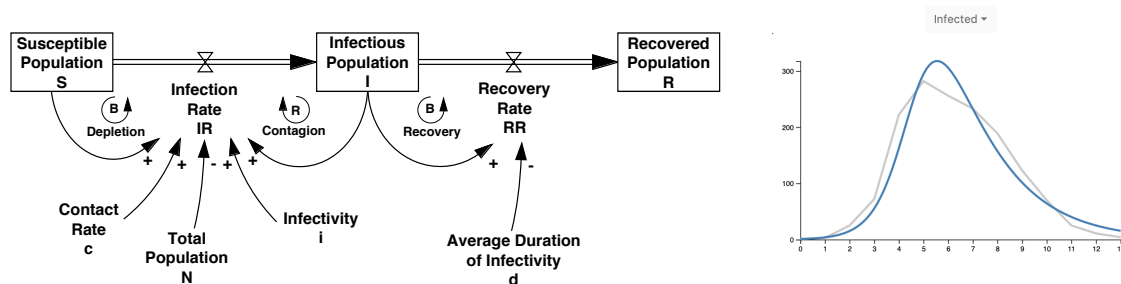 Susceptible
Population
S
Infectious
Population
I
Recovered
Population
R
Infection
Rate
IR
Recovery
Rate
RR
B
Depletion
R
Contagion
B
Recovery
+
+
-
+
+
+
-
Contact
Rate
c
Total
Population
N
Infectivity
i
Average Duration
of Infectivity
d
Infected
300
200
100
0
0 1 2 3 4 5 6 7 8 9 10 11 12